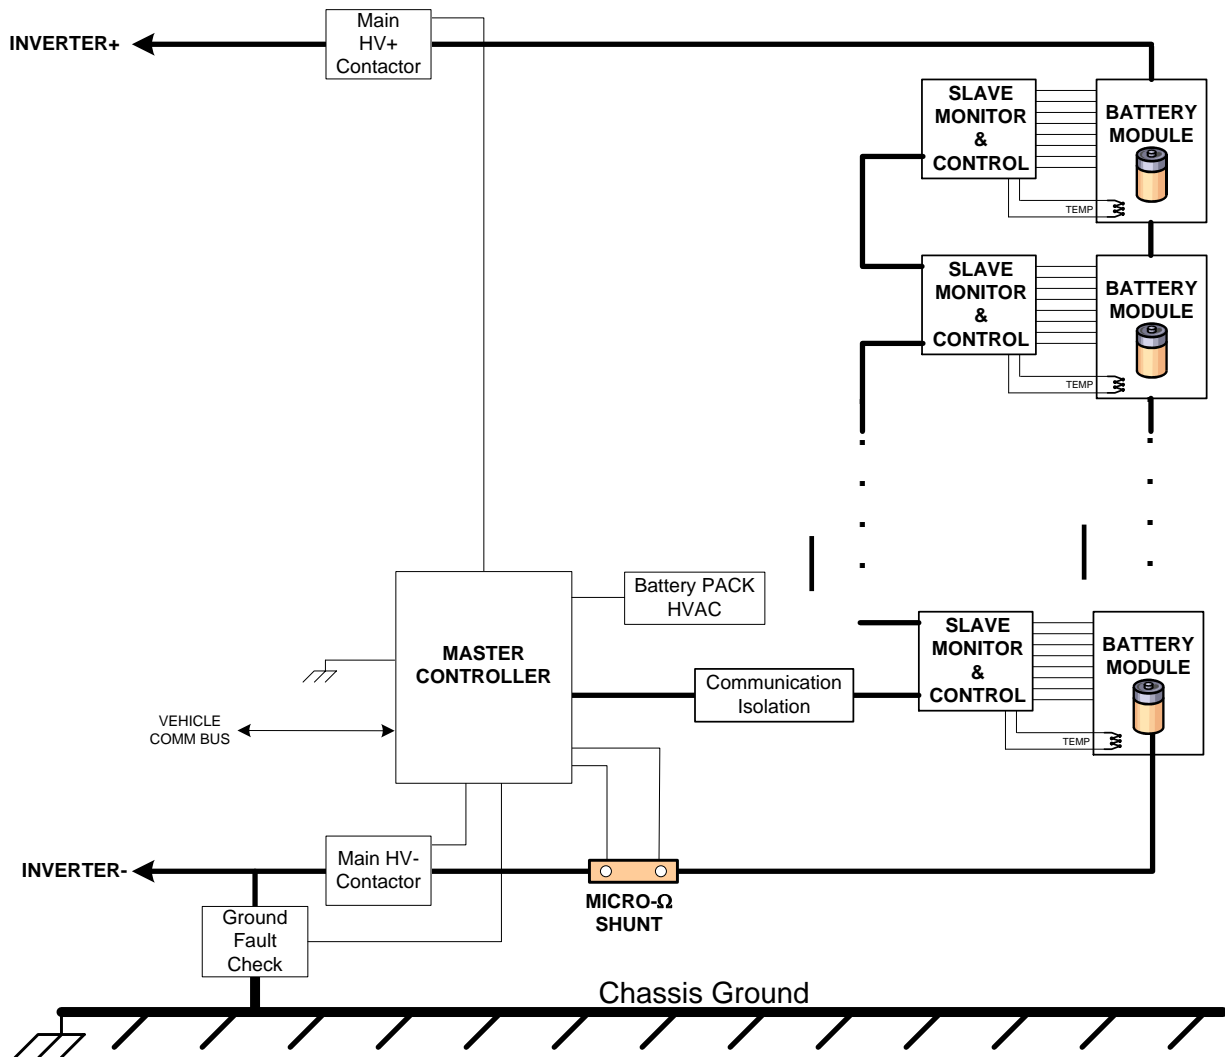 Main
HV+
Contactor
INVERTER+
SLAVE
MONITOR
&
CONTROL
BATTERY
MODULE
TEMP
SLAVE
MONITOR
&
CONTROL
BATTERY
MODULE
TEMP
Battery PACK
HVAC
MASTER
CONTROLLER
Communication
Isolation
SLAVE
MONITOR
&
CONTROL
BATTERY
MODULE
TEMP
VEHICLE
COMM BUS
INVERTER-
Main HV-
Contactor
MICRO-Ω
SHUNT
Ground
Fault
Check
Chassis Ground